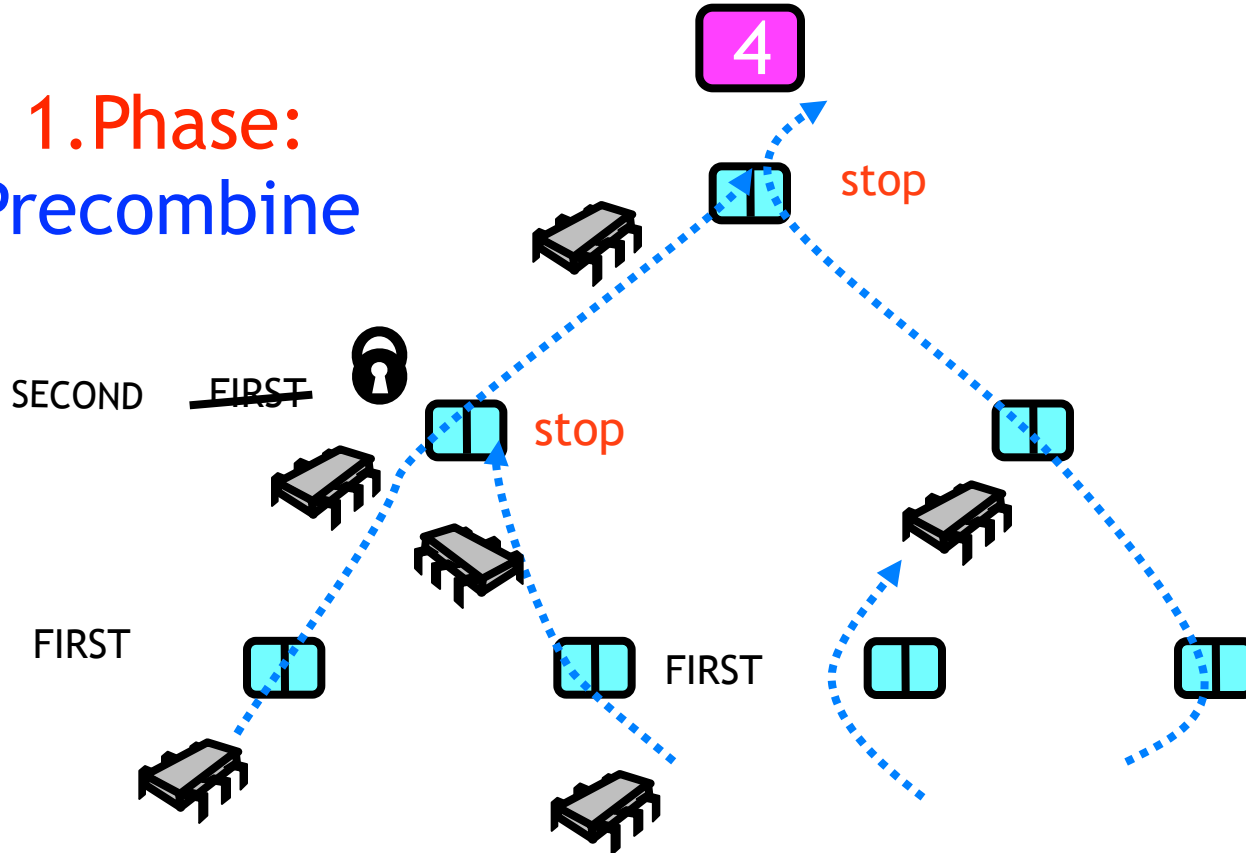 4
1.Phase:
Precombine
stop
SECOND FIRST
stop
FIRST
FIRST